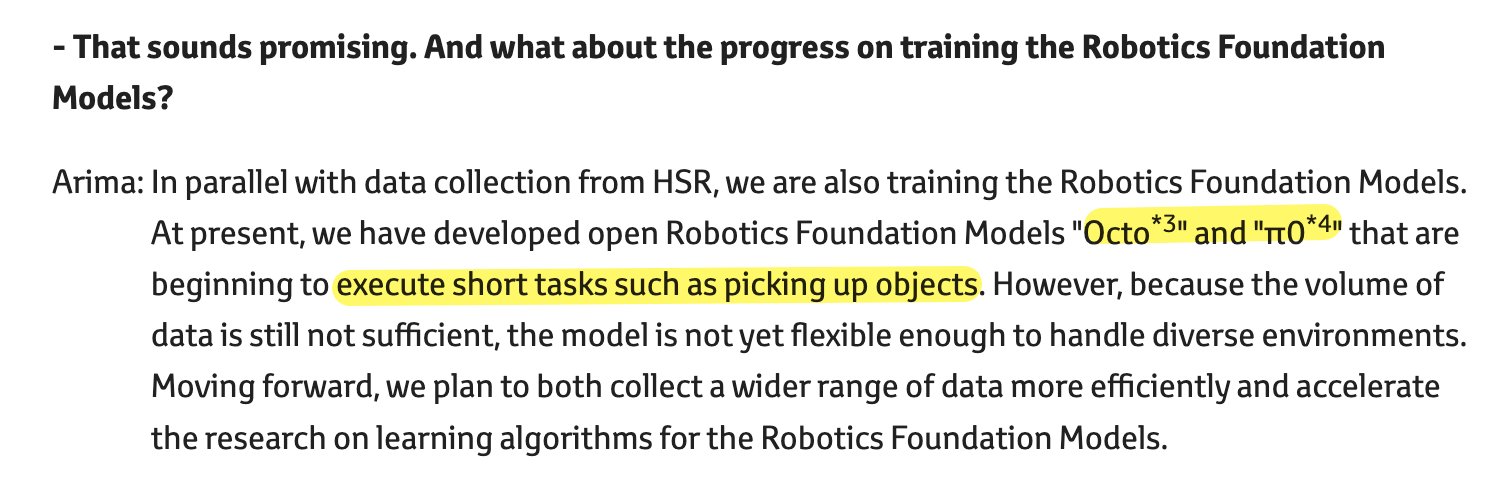 - That sounds promising. And what about the progress on training the Robotics Foundation
Models?
Arima: In parallel with data collection from HSR, we are also training the Robotics Foundation Models.
At present, we have developed open Robotics Foundation Models "Octo*3" and "π0*4" that are
beginning to execute short tasks such as picking up objects. However, because the volume of
data is still not sufficient, the model is not yet flexible enough to handle diverse environments.
Moving forward, we plan to both collect a wider range of data more efficiently and accelerate
the research on learning algorithms for the Robotics Foundation Models.